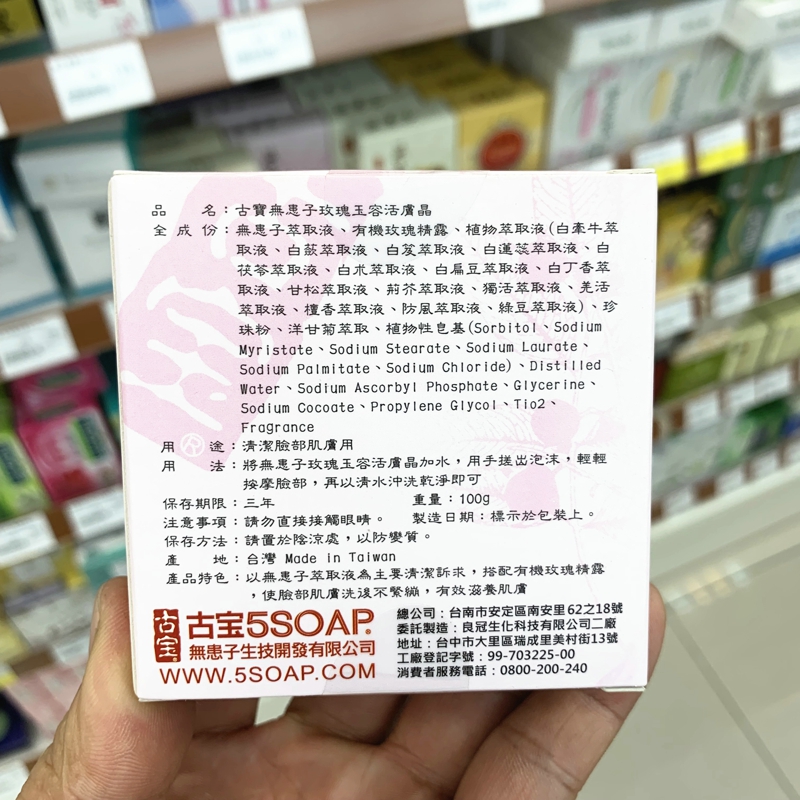 品　　名：古寶無患子玫瑰玉容活膚晶
全 成 份：無患子萃取液、有機玫瑰精露、植物萃取液(白牽牛萃
取液、白蘞萃取液、白芨萃取液、白蓮蕊萃取液、白
茯苓萃取液、白朮萃取液、白扁豆萃取液、白丁香萃
取液、甘松萃取液、荊芥萃取液、獨活萃取液、羌活
萃取液、檀香萃取液、防風萃取液、綠豆萃取液)、珍
珠粉、洋甘菊萃取、植物性皂基(Sorbitol、Sodium
Myristate、Sodium Stearate、Sodium Laurate、
Sodium Palmitate、Sodium Chloride)、Distilled
Water、Sodium Ascorbyl Phosphate、Glycerine、
Sodium Cocoate、Propylene Glycol、Tio2、
Fragrance
用　　途：清潔臉部肌膚用
用　　法：將無患子玫瑰玉容活膚晶加水，用手搓出泡沫，輕輕
按摩臉部，再以清水沖洗乾淨即可
保存期限：三年　　重量：100g
注意事項：請勿直接接觸眼睛。　製造日期：標示於包裝上。
保存方法：請置於陰涼處，以防變質。
產　　地：台灣 Made in Taiwan
產品特色：以無患子萃取液為主要清潔訴求，搭配有機玫瑰精露
，使臉部肌膚洗後不緊繃，有效滋養肌膚
古宝 古宝5SOAP®
無患子生技開發有限公司
WWW.5SOAP.COM
總公司：台南市安定區南安里62之18號
委託製造：良冠生化科技有限公司二廠
地址：台中市大里區瑞成里美村街13號
工廠登記字號：99-703225-00
消費者服務電話：0800-200-240